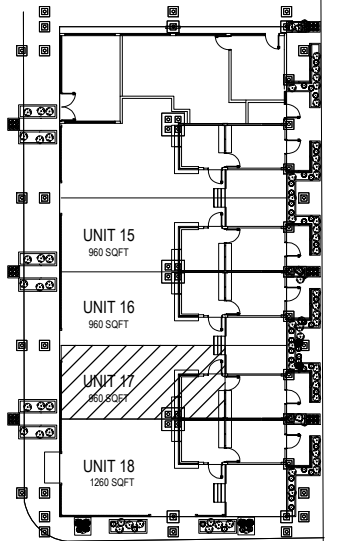 UNIT 15
960 SQFT
UNIT 16
960 SQFT
UNIT 17
960 SQFT
UNIT 18
1260 SQFT